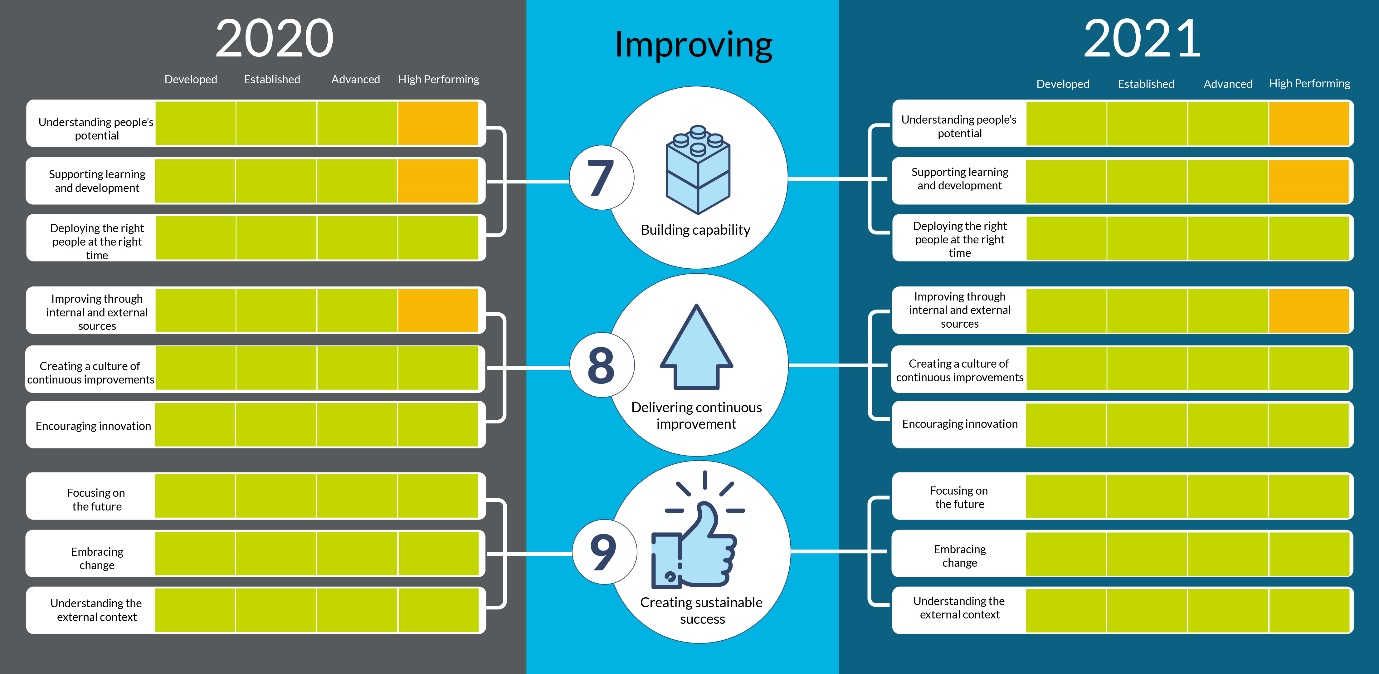 2020
Developed Established Advanced High Performing
Understanding people's
potential
Supporting learning
and development
Deploying the right
people at the right
time
Improving through
internal and external
sources
Creating a culture of
continuous improvements
Encouraging innovation
Focusing on
the future
Embracing
change
Understanding the
external context
Improving
7
Building capability
8
Delivering continuous
improvement
9
Creating sustainable
success
2021
Developed Established Advanced High Performing
Understanding people's
potential
Supporting learning
and development
Deploying the right
people at the right
time
Improving through
internal and external
sources
Creating a culture of
continuous improvements
Encouraging innovation
Focusing on
the future
Embracing
change
Understanding the
external context